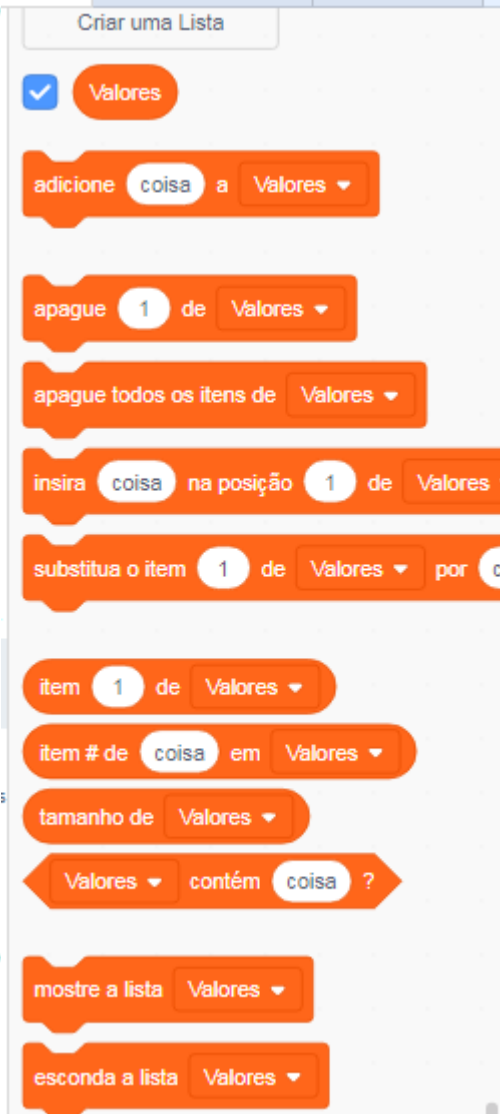 Criar uma Lista
Valores
adicione coisa a Valores
apague 1 de Valores
apague todos os itens de Valores
insira coisa na posição 1 de Valores
substitua o item 1 de Valores por
item 1 de Valores
item # de coisa em Valores
tamanho de Valores
Valores contém coisa ?
mostre a lista Valores
esconda a lista Valores